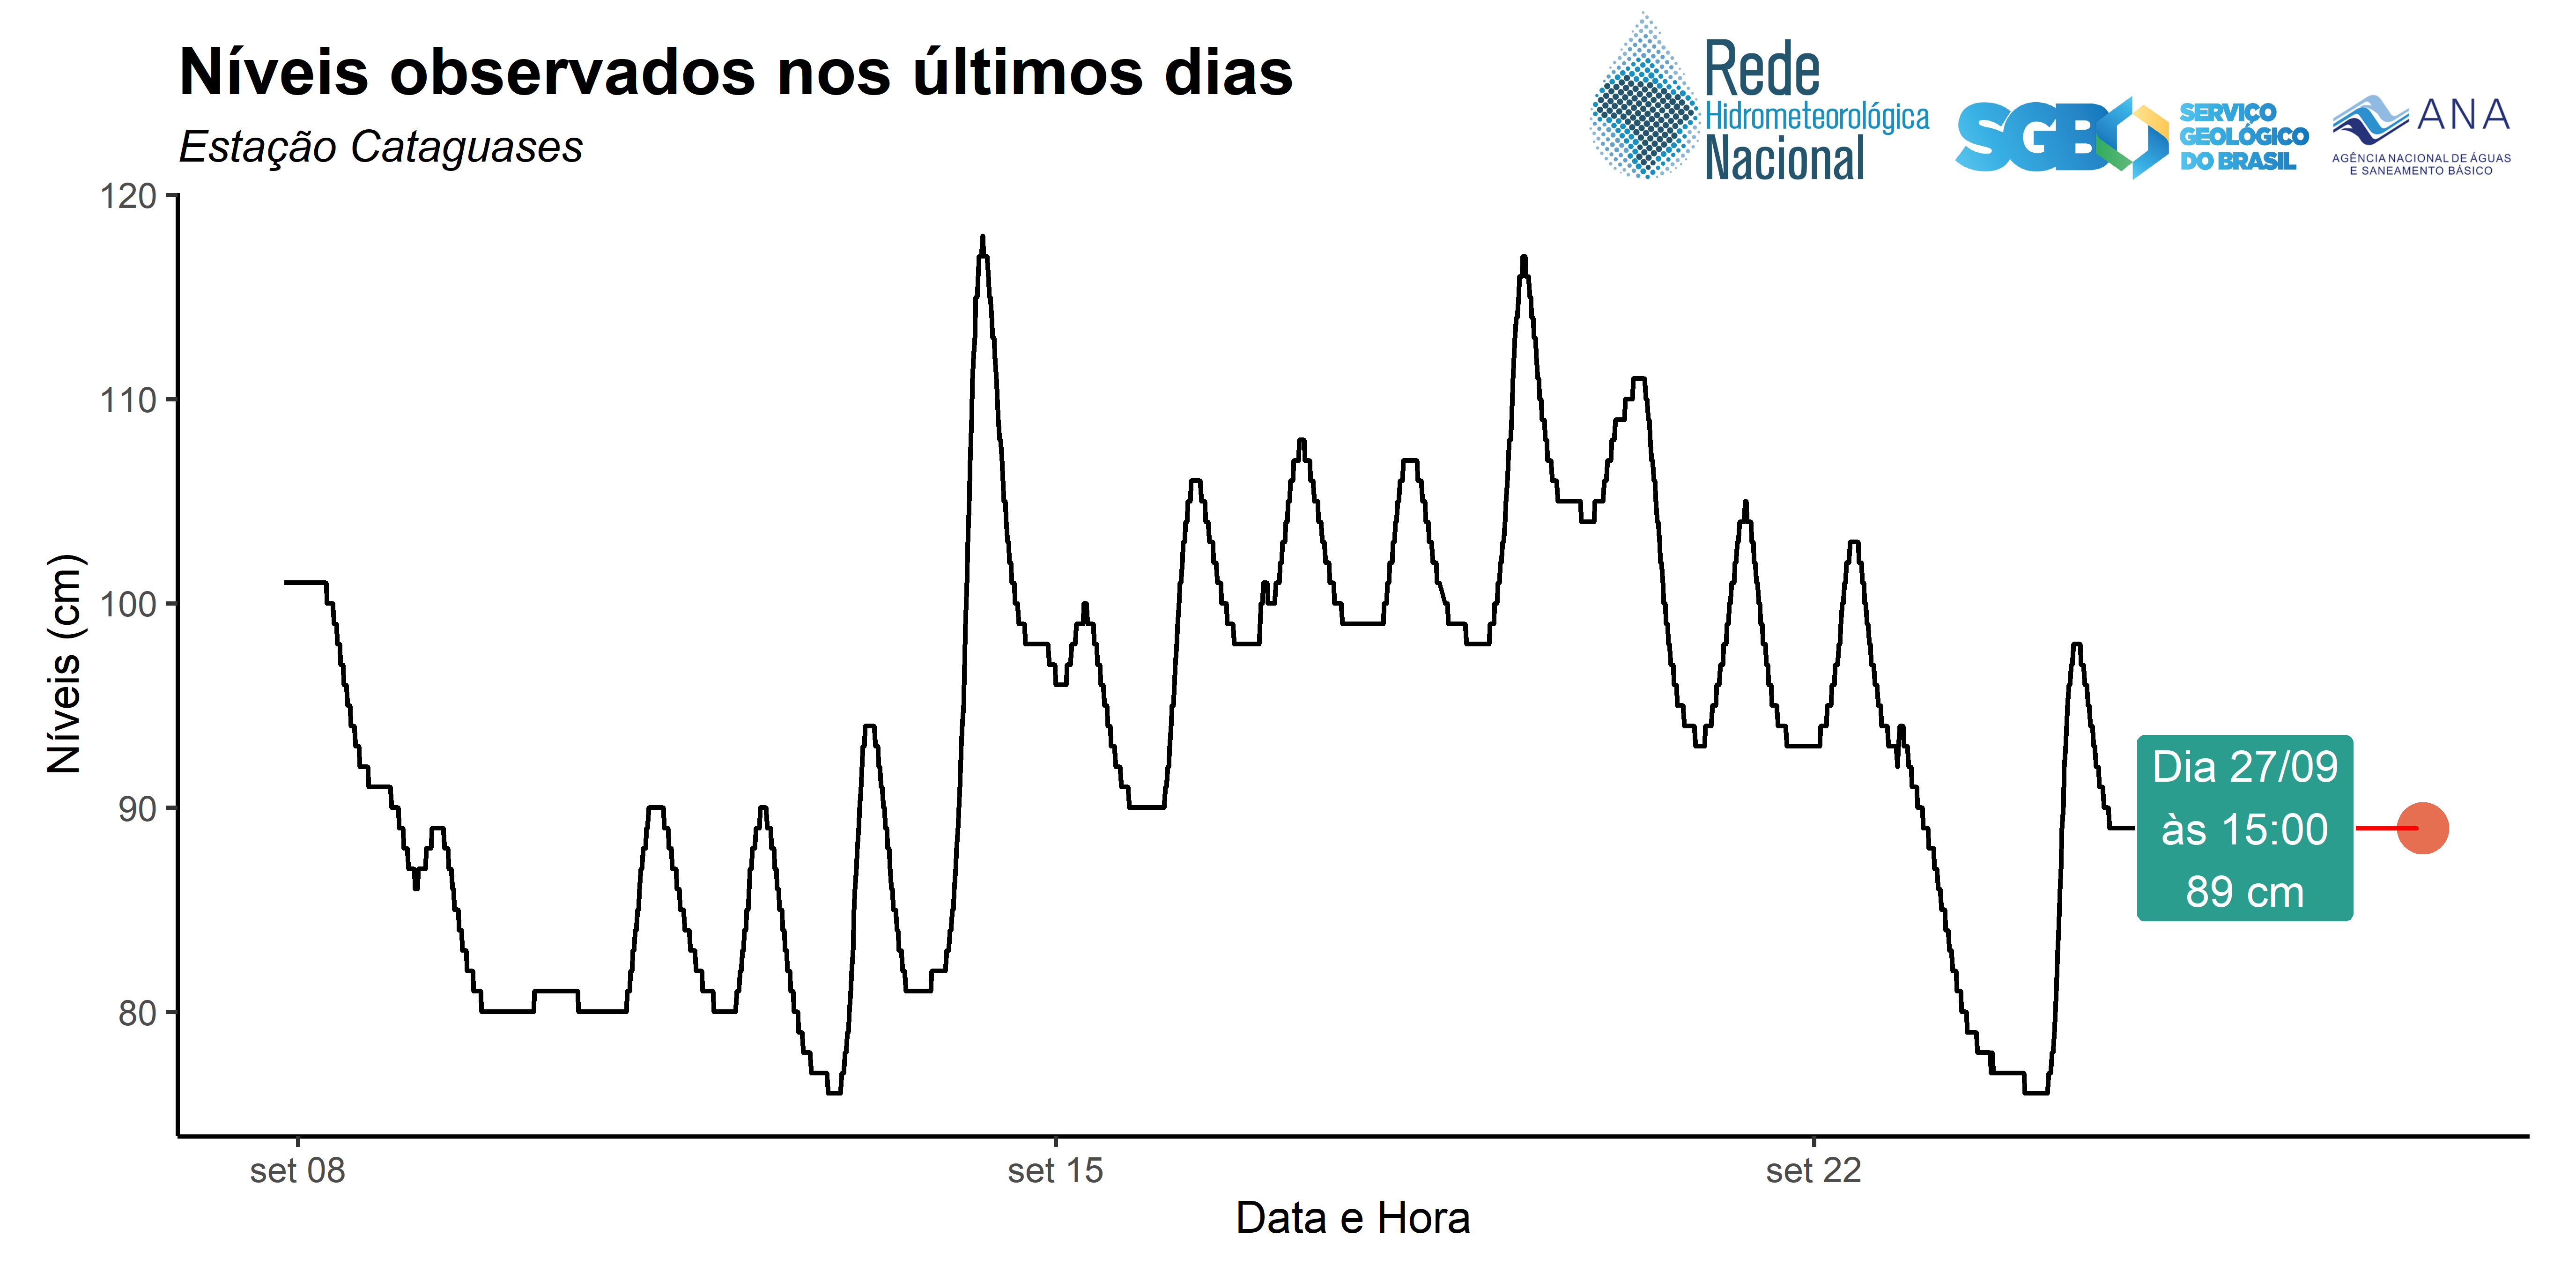 Níveis observados nos últimos dias
Estação Cataguases
Rede
Hidrometeorológica
Nacional
SGB
SERVIÇO
GEOLÓGICO
DO BRASIL
ANA
AGÊNCIA NACIONAL DE ÁGUAS
E SANEAMENTO BÁSICO
120
110
100
90
80
Níveis (cm)
Dia 27/09
às 15:00
89 cm
set 08
set 15
set 22
Data e Hora